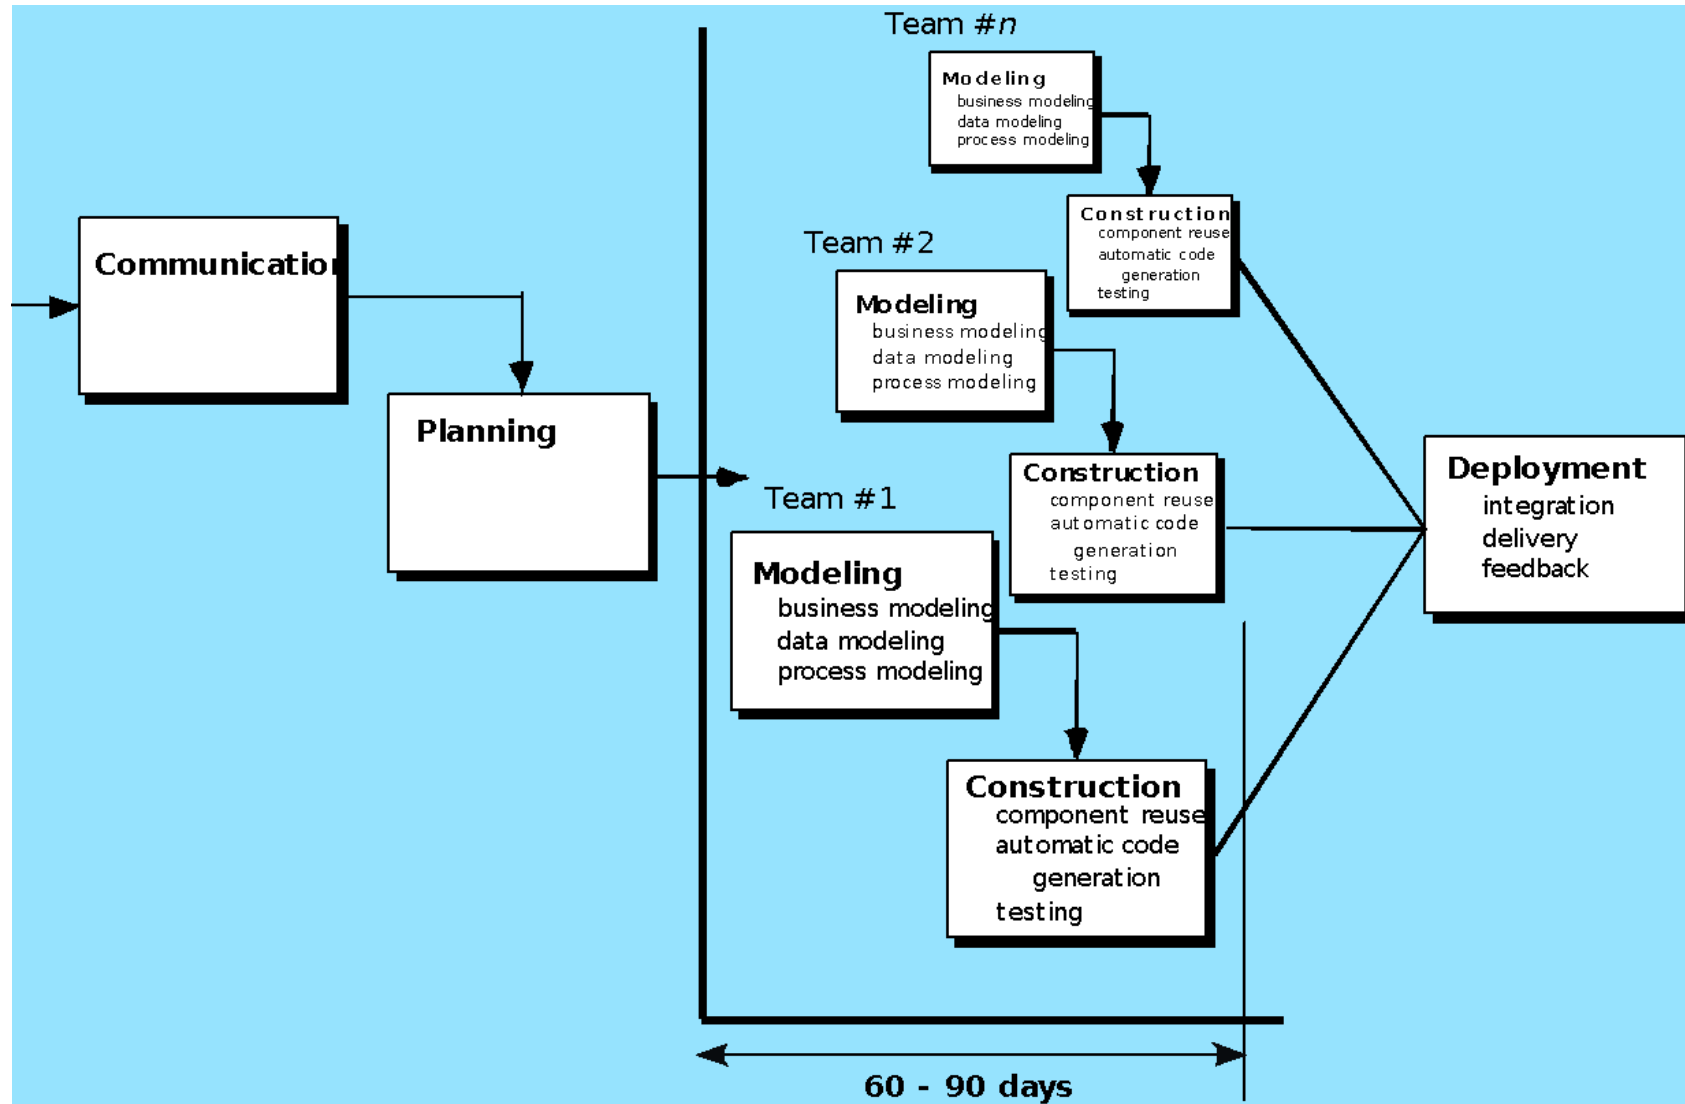 Team #n
Modeling
business modeling
data modeling
process modeling
Construction
component reuse
automatic code
generation
testing
Team #2
Modeling
business modeling
data modeling
process modeling
Construction
component reuse
automatic code
generation
testing
Communication
Planning
Team #1
Modeling
business modeling
data modeling
process modeling
Construction
component reuse
automatic code
generation
testing
Deployment
integration
delivery
feedback
60 - 90 days